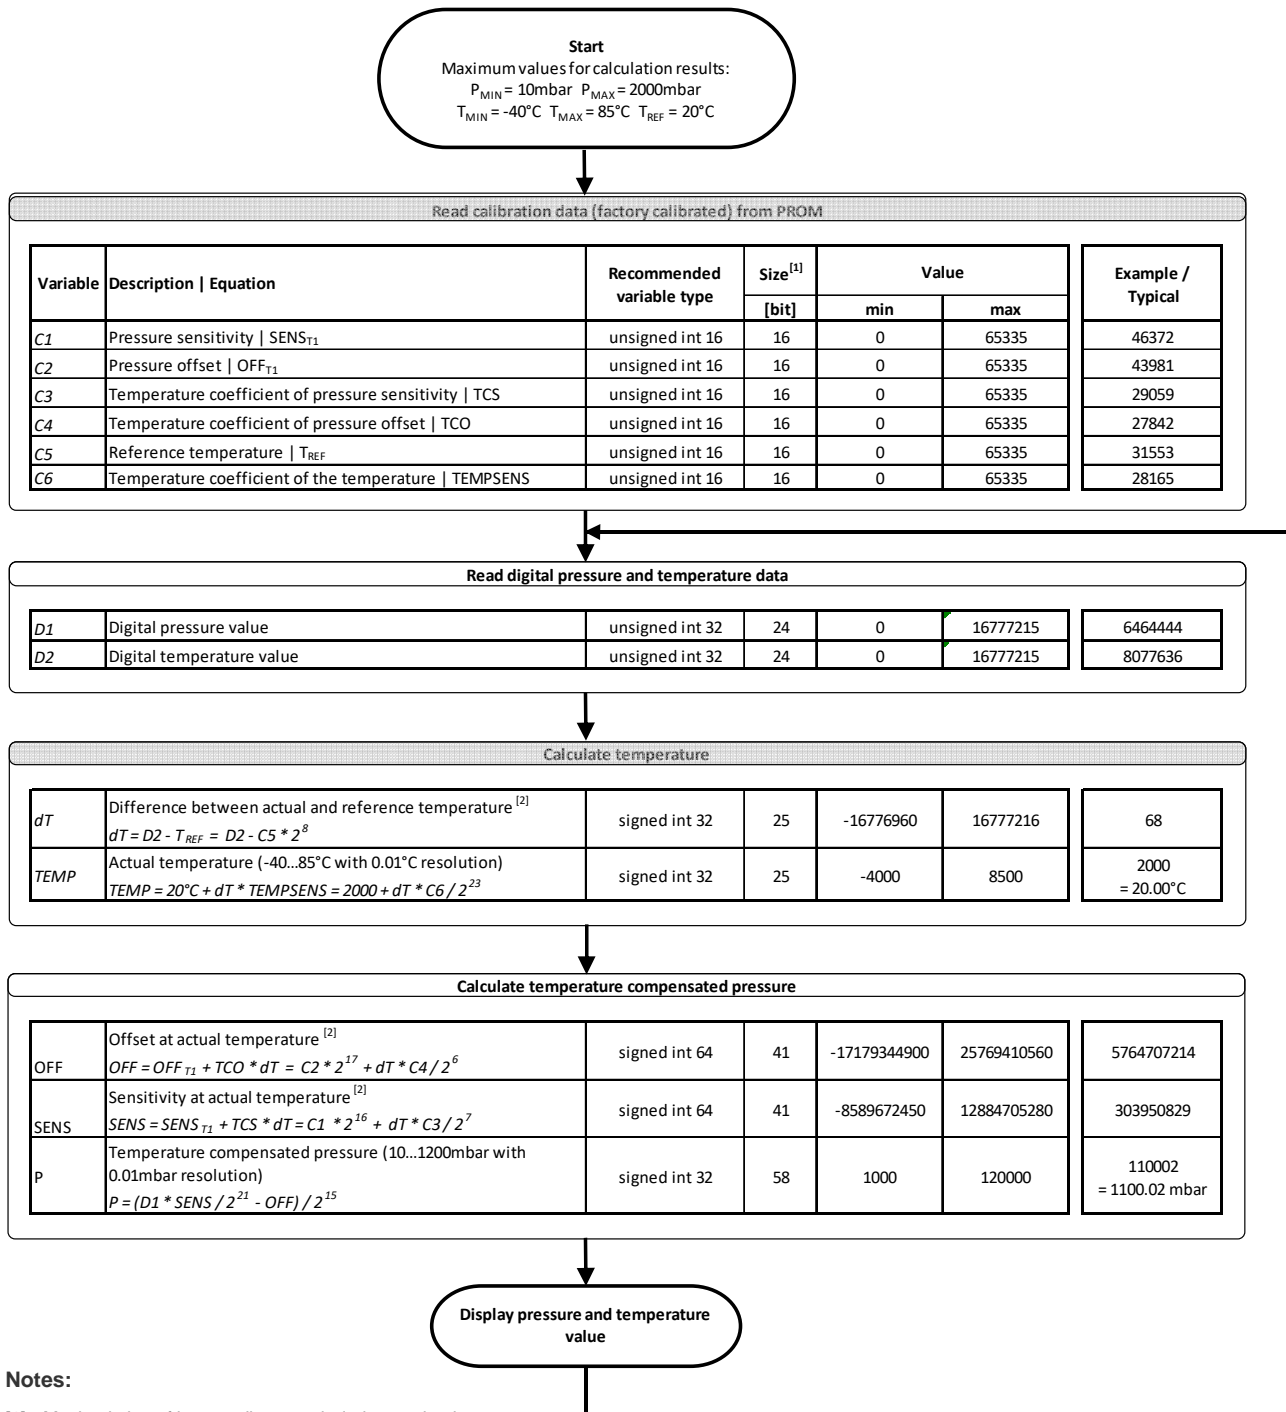 Start
Maximum values for calculation results:
P_MIN = 10mbar P_MAX = 2000mbar
T_MIN = -40°C T_MAX = 85°C T_REF = 20°C
Read calibration data (factory calibrated) from PROM
Variable Description | Equation Recommended variable type Size[1] [bit] Value min max Example / Typical
C1 Pressure sensitivity | SENS_T1 unsigned int 16 16 0 65335 46372
C2 Pressure offset | OFF_T1 unsigned int 16 16 0 65335 43981
C3 Temperature coefficient of pressure sensitivity | TCS unsigned int 16 16 0 65335 29059
C4 Temperature coefficient of pressure offset | TCO unsigned int 16 16 0 65335 27842
C5 Reference temperature | T_REF unsigned int 16 16 0 65335 31553
C6 Temperature coefficient of the temperature | TEMPSENS unsigned int 16 16 0 65335 28165
Read digital pressure and temperature data
D1 Digital pressure value unsigned int 32 24 0 16777215 6464444
D2 Digital temperature value unsigned int 32 24 0 16777215 8077636
Calculate temperature
Difference between actual and reference temperature [2]
dT dT = D2 - T_REF = D2 - C5 * 2^8 signed int 32 25 -16776960 16777216 68
Actual temperature (-40...85°C with 0.01°C resolution)
TEMP TEMP = 20°C + dT * TEMPSENS = 2000 + dT * C6 / 2^23 signed int 32 25 -4000 8500 2000
= 20.00°C
Calculate temperature compensated pressure
Offset at actual temperature [2]
OFF OFF = OFF_T1 + TCO * dT = C2 * 2^17 + dT * C4 / 2^6 signed int 64 41 -17179344900 25769410560 5764707214
Sensitivity at actual temperature [2]
SENS SENS = SENS_T1 + TCS * dT = C1 * 2^16 + dT * C3 / 2^7 signed int 64 41 -8589672450 12884705280 303950829
Temperature compensated pressure (10...1200mbar with
0.01mbar resolution)
P P = (D1 * SENS / 2^21 - OFF) / 2^15 signed int 32 58 1000 120000 110002
= 1100.02 mbar
Display pressure and temperature
value
Notes: